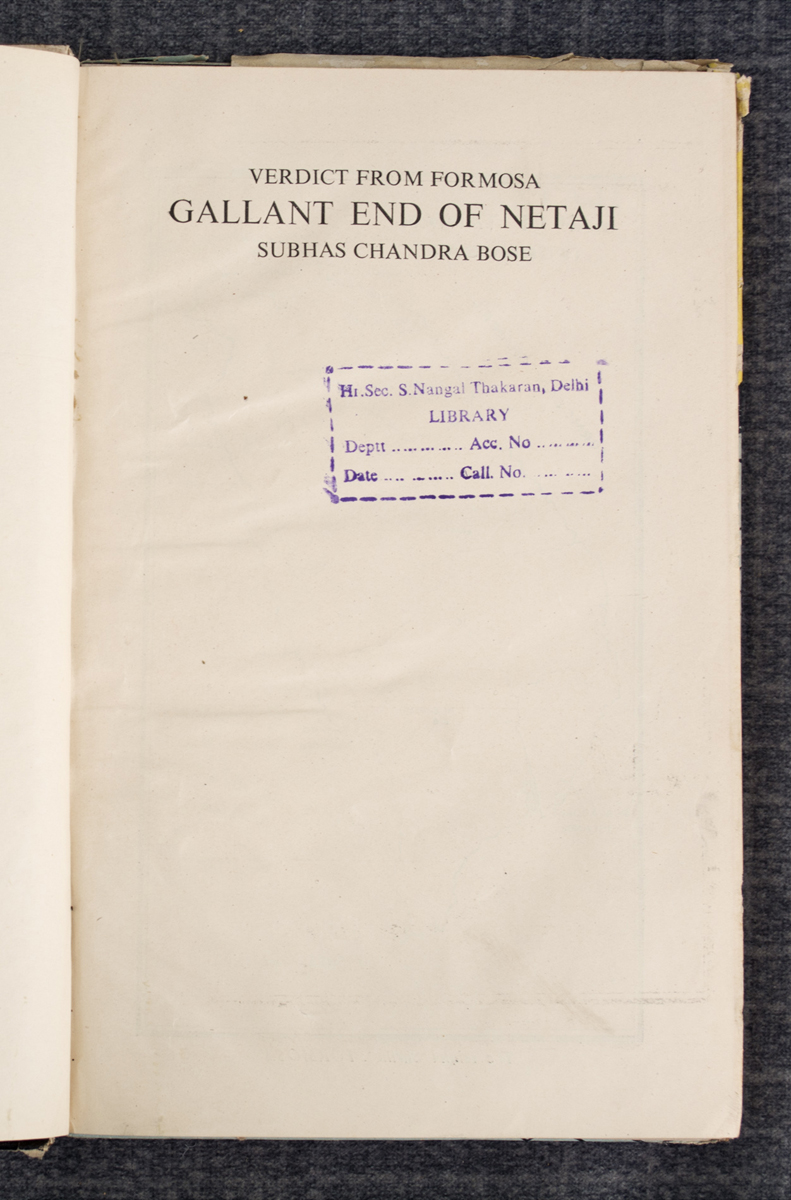 VERDICT FROM FORMOSA
GALLANT END OF NETAJI
SUBHAS CHANDRA BOSE
Hr.Sec. S.Nangal Thakaran, Delhi
LIBRARY
Deptt ............ Acc. No ..........
Date ............ Call. No. ..........